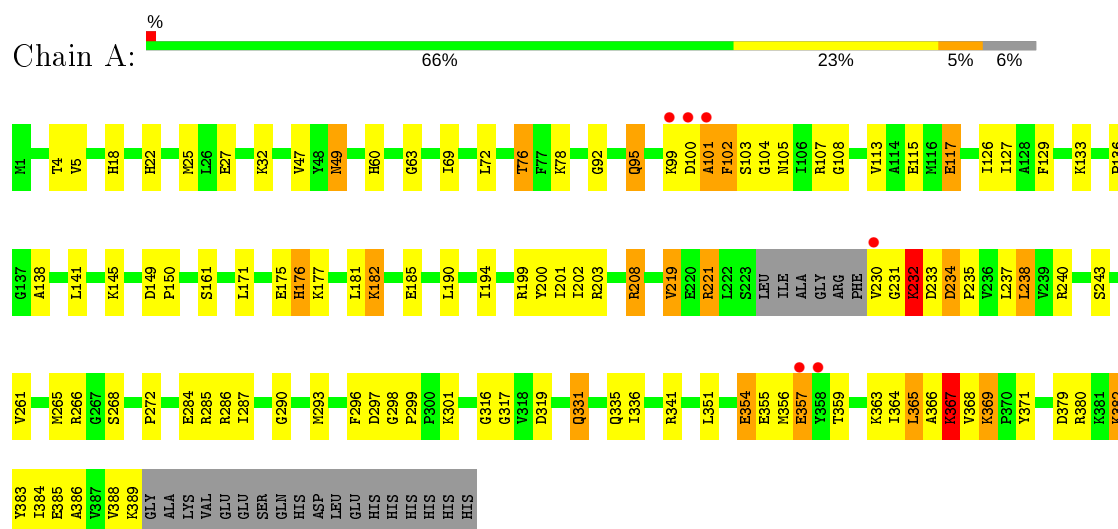 %
Chain A:
66% 23% 5% 6%
M1 T4 V5 H18 H22 M25 L26 E27 K32 V47 Y48 N49 H60 G63 I69 L72 T76 F77 K78 G92 Q95 K99 D100 A101 F102 S103 G104 N105 I106 R107 G108 V113 A114 E115 M116 E117 I126 I127 A128 F129 K133 P136
G137 A138 L141 K145 D149 P150 S161 L171 E175 H176 K177 L181 K182 E185 L190 I194 R199 Y200 I201 I202 R203 R208 V219 E220 R221 L222 S223 LEU ILE ALA GLY ARG PHE V230 G231 K232 D233 D234 P235 V236 L237 L238 V239 R240 S243
V261 M265 R266 G267 S268 P272 E284 R285 R286 I287 G290 M293 F296 D297 G298 P299 P300 K301 G316 G317 V318 D319 Q331 Q335 I336 R341 L351 E354 E355 M356 E357 Y358 T359 K363 I364 L365 A366 K367 V368 K369 P370 Y371 D379 R380 K381 K382
Y383 I384 E385 A386 V387 V388 K389 GLY ALA LYS VAL GLU GLU SER GLN HIS ASP LEU GLU HIS HIS HIS HIS HIS HIS